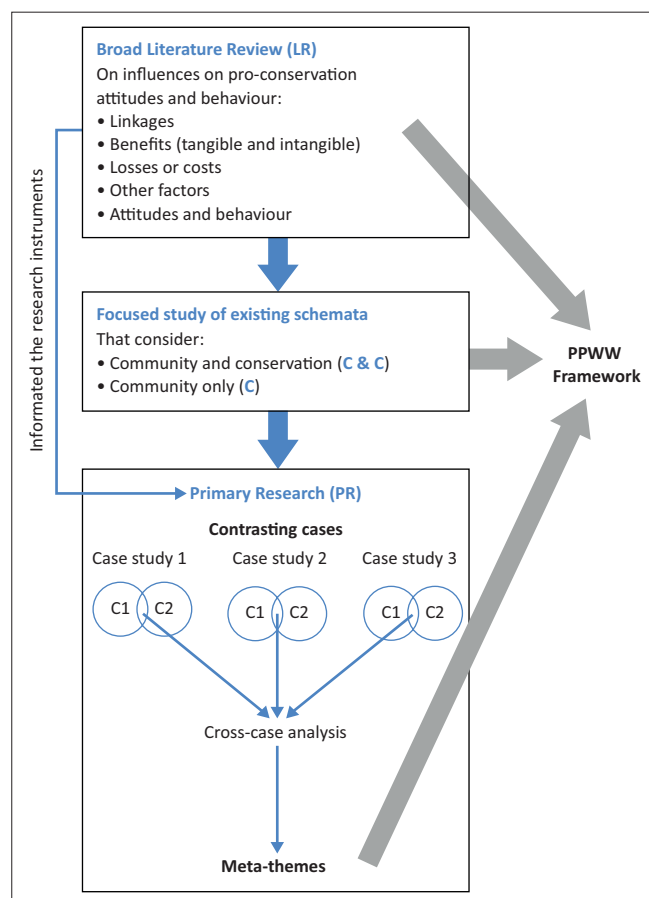 Broad Literature Review (LR)
On influences on pro-conservation
attitudes and behaviour:
• Linkages
• Benefits (tangible and intangible)
• Losses or costs
• Other factors
• Attitudes and behaviour
Informated the research instruments
Focused study of existing schemata
That consider:
• Community and conservation (C & C)
• Community only (C)
PPWW
Framework
Primary Research (PR)
Contrasting cases
Case study 1 Case study 2 Case study 3
C1 C2 C1 C2 C1 C2
Cross-case analysis
Meta-themes